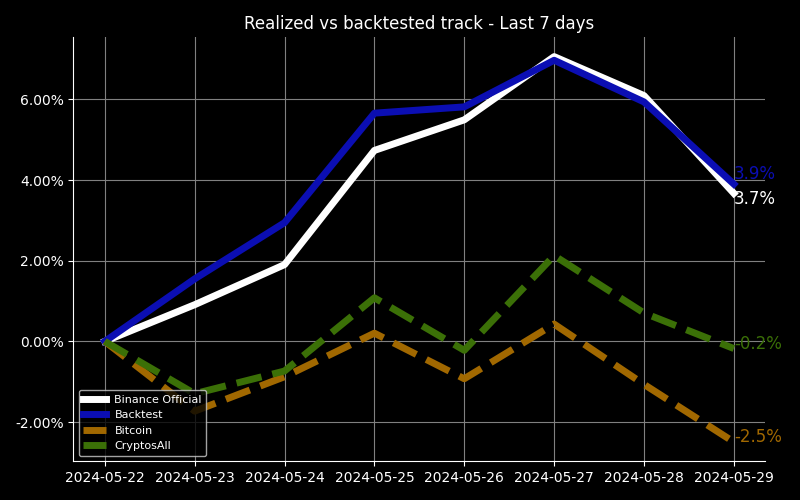 Realized vs backtested track - Last 7 days
6.00%
4.00%
2.00%
0.00%
-2.00%
3.9%
3.7%
-0.2%
-2.5%
Binance Official
Backtest
Bitcoin
CryptosAll
2024-05-22 2024-05-23 2024-05-24 2024-05-25 2024-05-26 2024-05-27 2024-05-28 2024-05-29